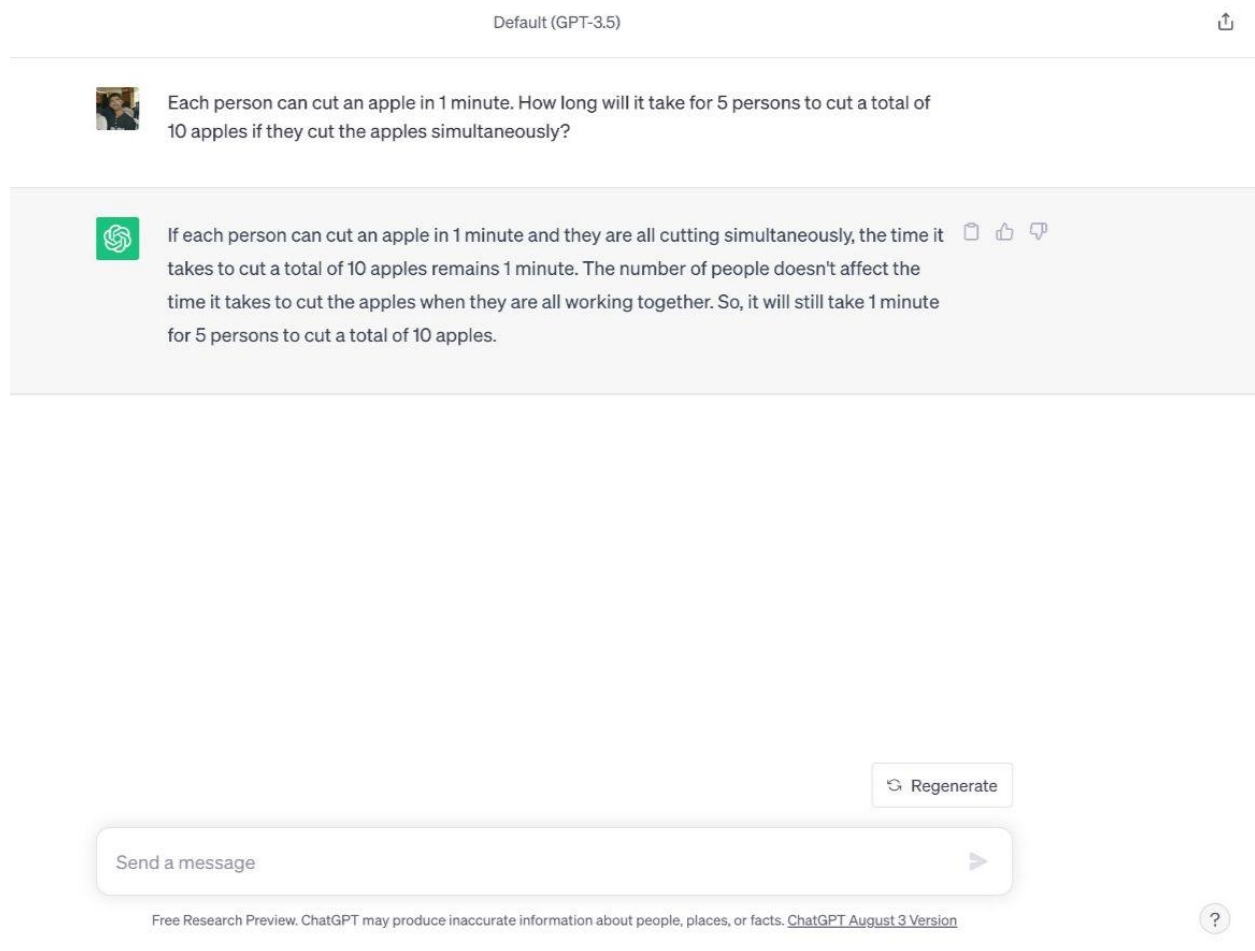 Default (GPT-3.5)
Each person can cut an apple in 1 minute. How long will it take for 5 persons to cut a total of
10 apples if they cut the apples simultaneously?
If each person can cut an apple in 1 minute and they are all cutting simultaneously, the time it
takes to cut a total of 10 apples remains 1 minute. The number of people doesn't affect the
time it takes to cut the apples when they are all working together. So, it will still take 1 minute
for 5 persons to cut a total of 10 apples.
Regenerate
Send a message
Free Research Preview. ChatGPT may produce inaccurate information about people, places, or facts. ChatGPT August 3 Version
?